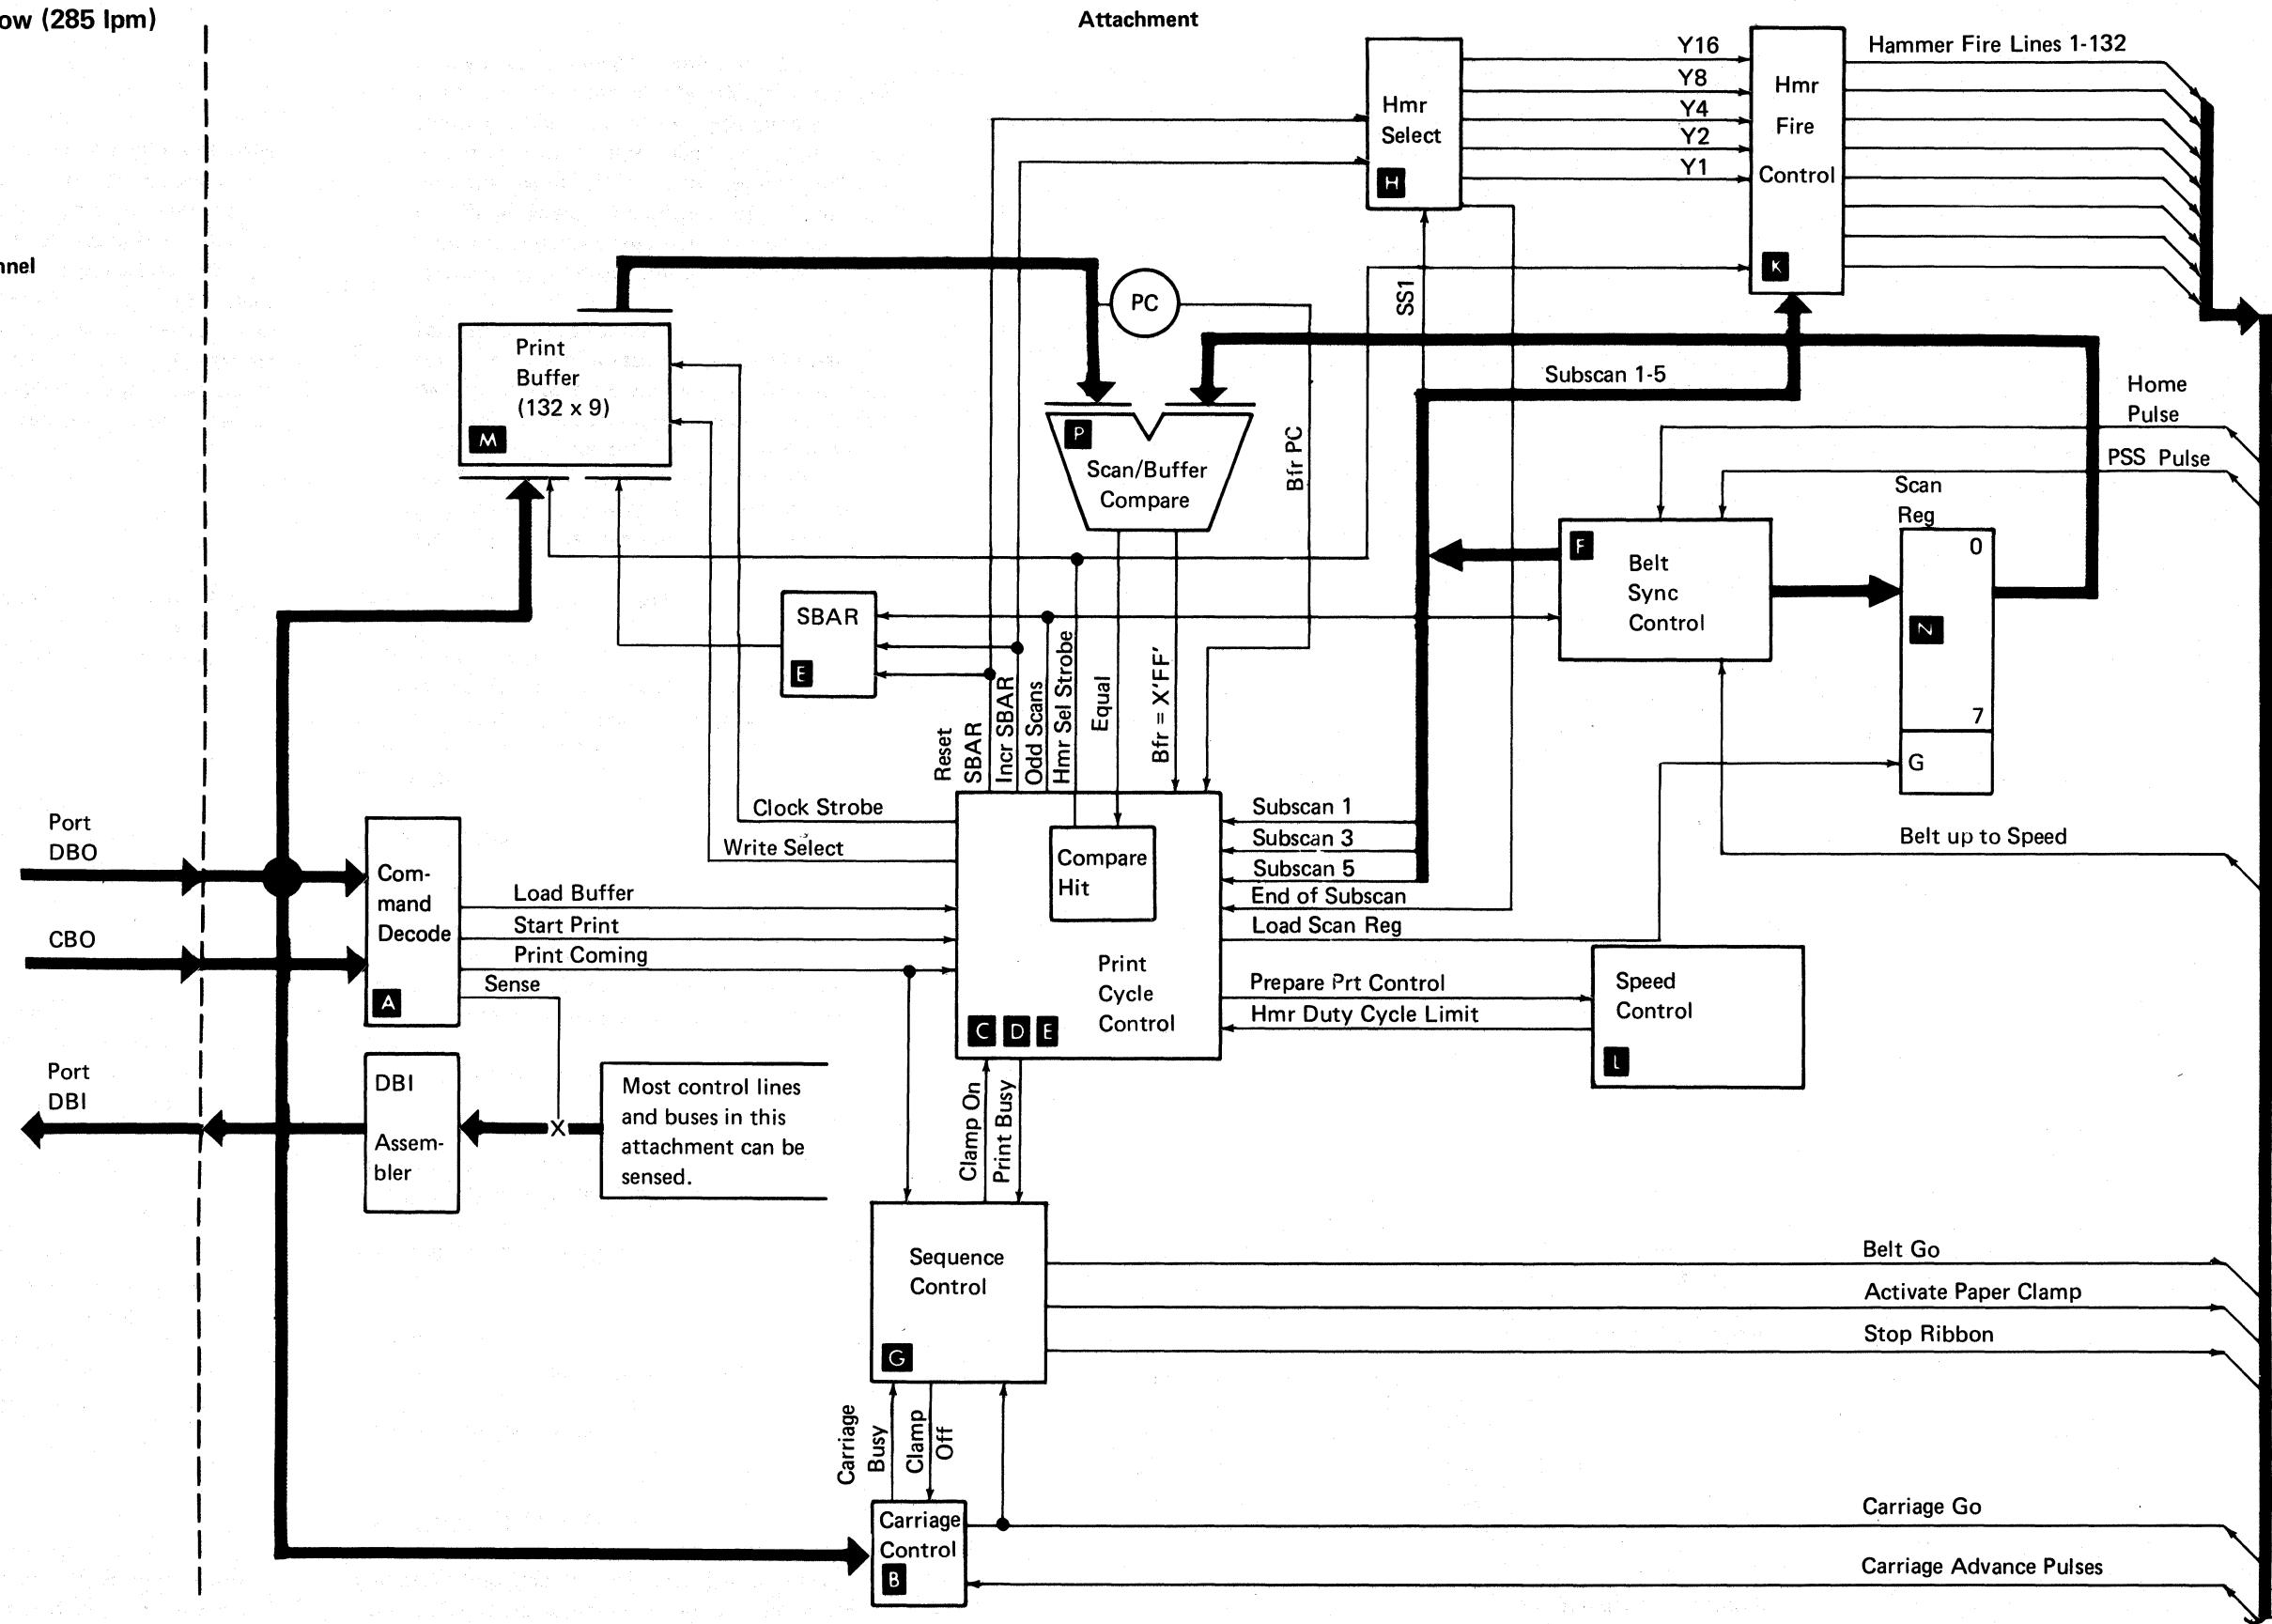 ow (285 lpm)
Attachment
nnel
Hmr
Select
H
Y16
Y8
Y4
Y2
Y1
Hmr
Fire
Control
K
Hammer Fire Lines 1-132
Print
Buffer
(132 x 9)
M
PC
SS1
Subscan 1-5
Home
Pulse
PSS Pulse
P
Scan/Buffer
Compare
Bfr PC
Scan
Reg
0
N
7
G
F
Belt
Sync
Control
SBAR
E
Reset
SBAR
Incr SBAR
Odd Scans
Hmr Sel Strobe
Equal
Bfr = X'FF'
Belt up to Speed
Port
DBO
CBO
Com-
mand
Decode
A
Clock Strobe
Write Select
Load Buffer
Start Print
Print Coming
Sense
Compare
Hit
Print
Cycle
Control
C D E
Subscan 1
Subscan 3
Subscan 5
End of Subscan
Load Scan Reg
Prepare Prt Control
Hmr Duty Cycle Limit
Speed
Control
L
Port
DBI
DBI
Assem-
bler
X
Most control lines
and buses in this
attachment can be
sensed.
Clamp On
Print Busy
Sequence
Control
G
Belt Go
Activate Paper Clamp
Stop Ribbon
Carriage
Busy
Clamp
Off
Carriage
Control
B
Carriage Go
Carriage Advance Pulses